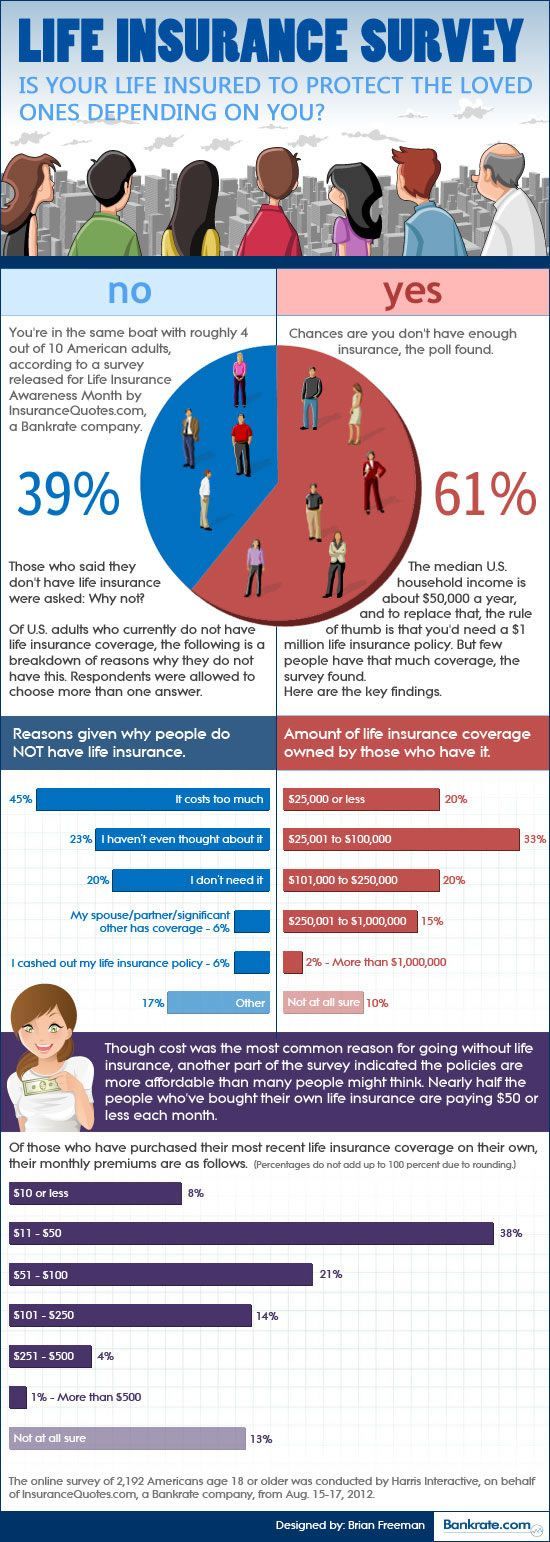 LIFE INSURANCE SURVEY
IS YOUR LIFE INSURED TO PROTECT THE LOVED
ONES DEPENDING ON YOU?
no
You're in the same boat with roughly 4
out of 10 American adults,
according to a survey
released for Life Insurance
Awareness Month by
InsuranceQuotes.com,
a Bankrate company.
39%
Those who said they
don't have life insurance
were asked: Why not?
Of U.S. adults who currently do not have
life insurance coverage, the following is a
breakdown of reasons why they do not
have this. Respondents were allowed to
choose more than one answer.
yes
Chances are you don't have enough
insurance, the poll found.
61%
The median U.S.
household income is
about $50,000 a year,
and to replace that, the rule
of thumb is that you'd need a $1
million life insurance policy. But few
people have that much coverage, the
survey found.
Here are the key findings.
Reasons given why people do
NOT have life insurance.
45% It costs too much
23% I haven't even thought about it
20% I don't need it
My spouse/partner/significant
other has coverage - 6%
I cashed out my life insurance policy - 6%
17% Other
Amount of life insurance coverage
owned by those who have it.
$25,000 or less 20%
$25,001 to $100,000 33%
$101,000 to $250,000 20%
$250,001 to $1,000,000 15%
2% - More than $1,000,000
Not at all sure 10%
Though cost was the most common reason for going without life
insurance, another part of the survey indicated the policies are
more affordable than many people might think. Nearly half the
people who've bought their own life insurance are paying $50 or
less each month.
Of those who have purchased their most recent life insurance coverage on their own,
their monthly premiums are as follows. (Percentages do not add up to 100 percent due to rounding.)
$10 or less 8%
$11 - $50 38%
$51 - $100 21%
$101 - $250 14%
$251 - $500 4%
1% - More than $500
Not at all sure 13%
The online survey of 2,192 Americans age 18 or older was conducted by Harris Interactive, on behalf
of InsuranceQuotes.com, a Bankrate company, from Aug. 15-17, 2012.
Designed by: Brian Freeman
Bankrate.com